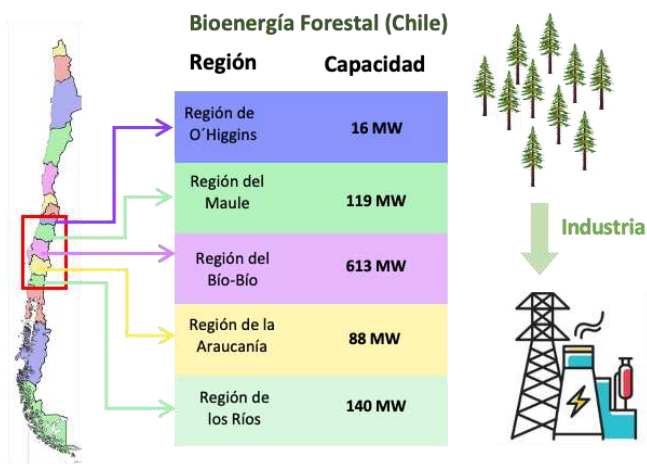 Bioenergía Forestal (Chile)
Región Capacidad
Región de
O´Higgins
16 MW
Región del
Maule
119 MW
Región del
Bío-Bío
613 MW
Región de la
Araucanía
88 MW
Región de
los Ríos
140 MW
Industria